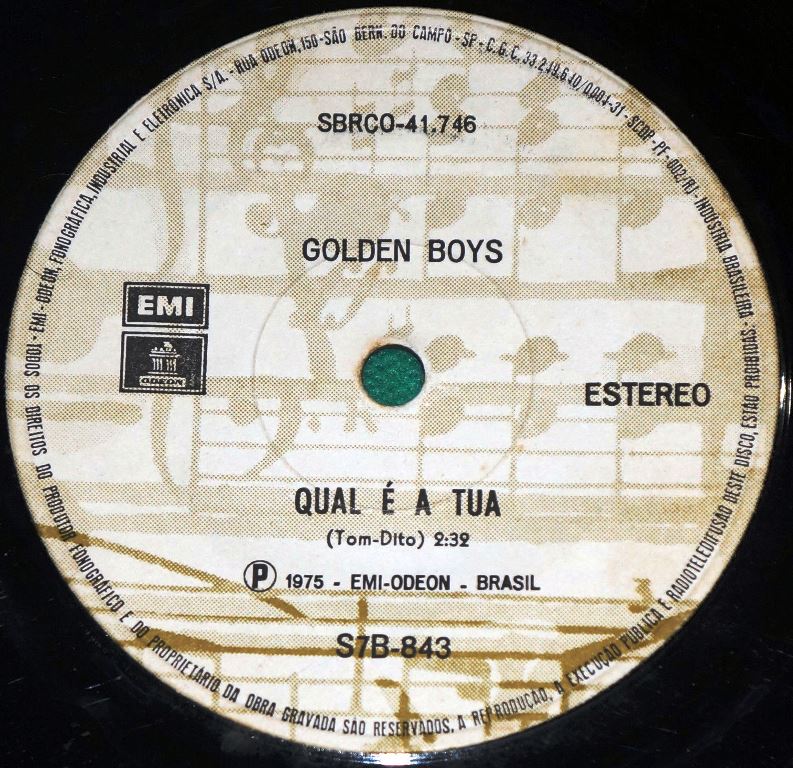 EMI-ODEON, FONOGRÁFICA, INDUSTRIAL E ELETRÔNICA S/A. - RUA ODEON, 150 - SÃO BERN. DO CAMPO - SP - C.G.C. 33.249.640/0004-31 - SCDP-PF-002/RJ - INDÚSTRIA BRASILEIRA -
TODOS OS DIREITOS DO PRODUTOR FONOGRÁFICO E DO PROPRIETÁRIO DA OBRA GRAVADA SÃO RESERVADOS. A REPRODUÇÃO, A EXECUÇÃO PÚBLICA E RADIOTELEDIFUSÃO DESTE DISCO, ESTÃO PROIBIDAS -
SBRCO-41.746
GOLDEN BOYS
EMI
ODEON
ESTEREO
QUAL É A TUA
(Tom-Dito) 2:32
Ⓟ 1975 - EMI-ODEON - BRASIL
S7B-843